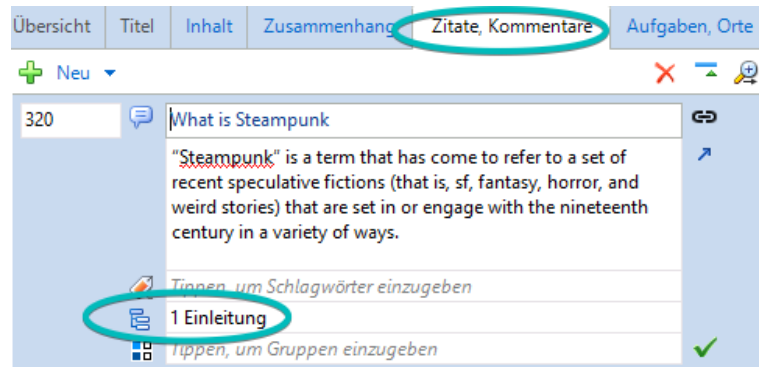 Übersicht Titel Inhalt Zusammenhang Zitate, Kommentare Aufgaben, Orte
Neu
320 What is Steampunk
“Steampunk” is a term that has come to refer to a set of
recent speculative fictions (that is, sf, fantasy, horror, and
weird stories) that are set in or engage with the nineteenth
century in a variety of ways.
Tippen, um Schlagwörter einzugeben
1 Einleitung
Tippen, um Gruppen einzugeben